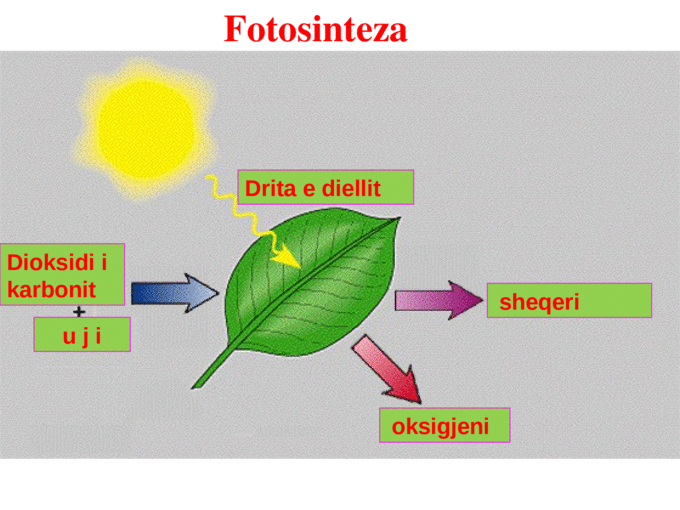 Fotosinteza
Drita e diellit
Dioksidi i
karbonit
+
u j i
sheqeri
oksigjeni